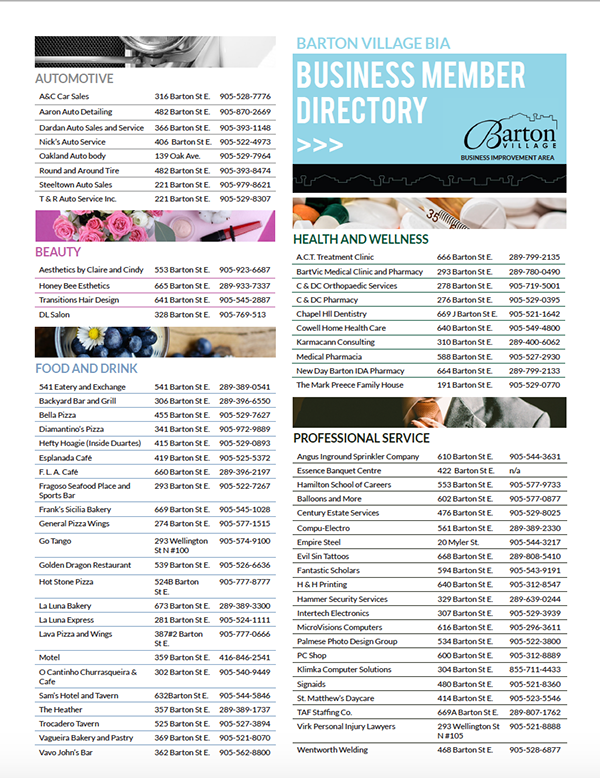 AUTOMOTIVE
A&C Car Sales 316 Barton St E. 905-528-7776
Aaron Auto Detailing 482 Barton St E. 905-870-2669
Dardan Auto Sales and Service 366 Barton St E. 905-393-1148
Nick's Auto Service 406 Barton St E. 905-522-4973
Oakland Auto body 139 Oak Ave. 905-529-7964
Round and Around Tire 482 Barton St E. 905-393-8474
Steeltown Auto Sales 221 Barton St E. 905-979-8621
T & R Auto Service Inc. 221 Barton St E. 905-529-8307
BEAUTY
Aesthetics by Claire and Cindy 553 Barton St E. 905-923-6687
Honey Bee Esthetics 665 Barton St E. 289-933-7337
Transitions Hair Design 641 Barton St E. 905-545-2887
DL Salon 328 Barton St E. 905-769-513
FOOD AND DRINK
541 Eatery and Exchange 541 Barton St E. 289-389-0541
Backyard Bar and Grill 306 Barton St E. 289-396-6550
Bella Pizza 455 Barton St E. 905-529-7627
Diamantino's Pizza 341 Barton St E. 905-972-9889
Hefty Hoagie (Inside Duartes) 415 Barton St E. 905-529-0893
Esplanada Café 419 Barton St E. 905-525-5372
F. L. A. Café 660 Barton St E. 289-396-2197
Fragoso Seafood Place and 293 Barton St E. 905-522-7267
Sports Bar
Frank's Sicilia Bakery 669 Barton St E. 905-545-1028
General Pizza Wings 274 Barton St E. 905-577-1515
Go Tango 293 Wellington 905-574-9100
St N #100
Golden Dragon Restaurant 539 Barton St E. 905-526-6636
Hot Stone Pizza 524B Barton 905-777-8777
St E.
La Luna Bakery 673 Barton St E. 289-389-3300
La Luna Express 281 Barton St E. 905-524-1111
Lava Pizza and Wings 387#2 Barton 905-777-0666
St E.
Motel 359 Barton St E. 416-846-2541
O Cantinho Churrasqueira & 302 Barton St E. 905-540-9449
Cafe
Sam's Hotel and Tavern 632Barton St E. 905-544-5846
The Heather 357 Barton St E. 289-389-1737
Trocadero Tavern 525 Barton St E. 905-527-3894
Vagueira Bakery and Pastry 369 Barton St E. 905-521-8070
Vavo John's Bar 362 Barton St E. 905-562-8800
BARTON VILLAGE BIA
BUSINESS MEMBER
DIRECTORY
>>>
Barton
VILLAGE
BUSINESS IMPROVEMENT AREA
35
HEALTH AND WELLNESS
A.C.T. Treatment Clinic 666 Barton St E. 289-799-2135
BartVic Medical Clinic and Pharmacy 293 Barton St E. 289-780-0490
C & DC Orthopaedic Services 278 Barton St E. 905-719-5001
C & DC Pharmacy 276 Barton St E. 905-529-0395
Chapel Hll Dentistry 669 J Barton St E. 905-521-1642
Cowell Home Health Care 640 Barton St E. 905-549-4800
Karmacann Consulting 310 Barton St E. 289-400-6062
Medical Pharmacia 588 Barton St E. 905-527-2930
New Day Barton IDA Pharmacy 664 Barton St E. 289-799-2133
The Mark Preece Family House 191 Barton St E. 905-529-0770
PROFESSIONAL SERVICE
Angus Inground Sprinkler Company 610 Barton St E. 905-544-3631
Essence Banquet Centre 422 Barton St E. n/a
Hamilton School of Careers 553 Barton St E. 905-577-9733
Balloons and More 602 Barton St E. 905-577-0877
Century Estate Services 476 Barton St E. 905-529-8025
Compu-Electro 561 Barton St E. 289-389-2330
Empire Steel 20 Myler St. 905-544-3217
Evil Sin Tattoos 668 Barton St E. 289-808-5410
Fantastic Scholars 594 Barton St E. 905-543-9191
H & H Printing 640 Barton St E. 905-312-8547
Hammer Security Services 329 Barton St E. 289-639-0244
Intertech Electronics 307 Barton St E. 905-529-3939
MicroVisions Computers 616 Barton St E. 905-296-3611
Palmese Photo Design Group 534 Barton St E. 905-522-3800
PC Shop 600 Barton St E. 905-312-8889
Klimka Computer Solutions 304 Barton St E. 855-711-4433
Signaids 480 Barton St E. 905-521-8360
St. Matthew's Daycare 414 Barton St E. 905-523-5546
TAF Staffing Co. 669A Barton St E. 289-807-1762
Virk Personal Injury Lawyers 293 Wellington St 905-521-8888
N #105
Wentworth Welding 468 Barton St E. 905-528-6877